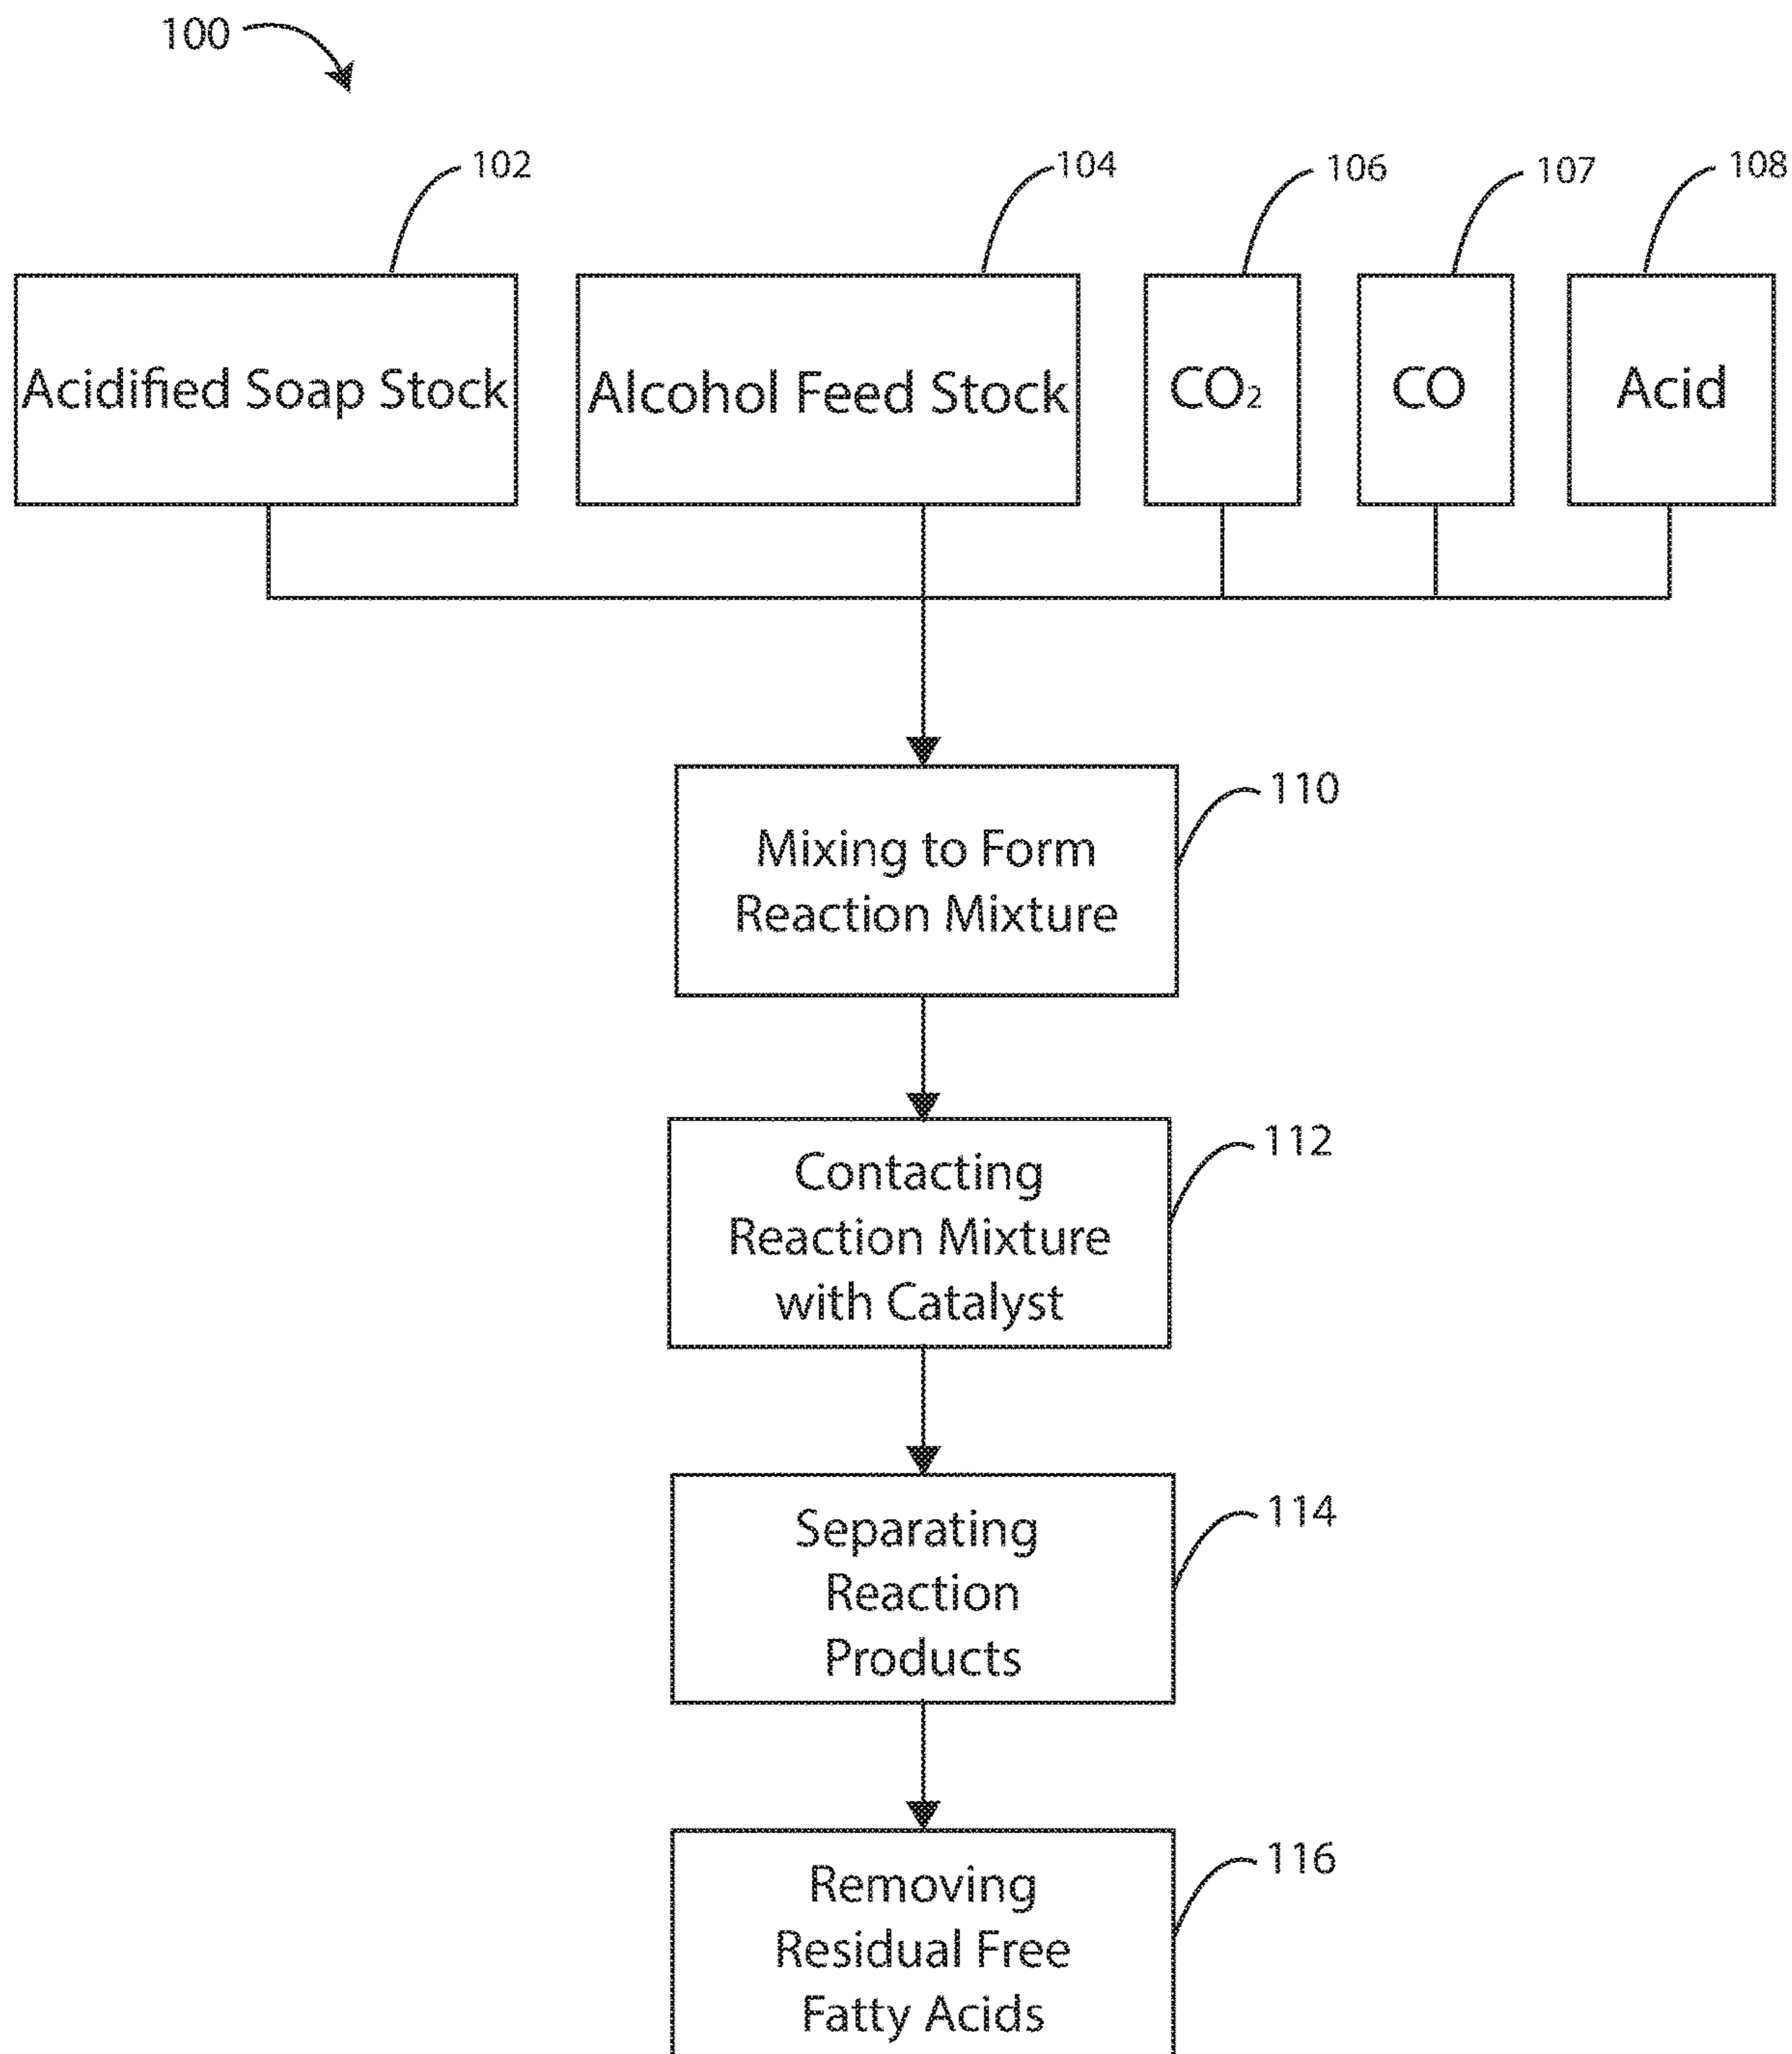 100
102
104
106
107
108
Acidified Soap Stock
Alcohol Feed Stock
CO2
CO
Acid
110
Mixing to Form
Reaction Mixture
112
Contacting
Reaction Mixture
with Catalyst
114
Separating
Reaction
Products
116
Removing
Residual Free
Fatty Acids